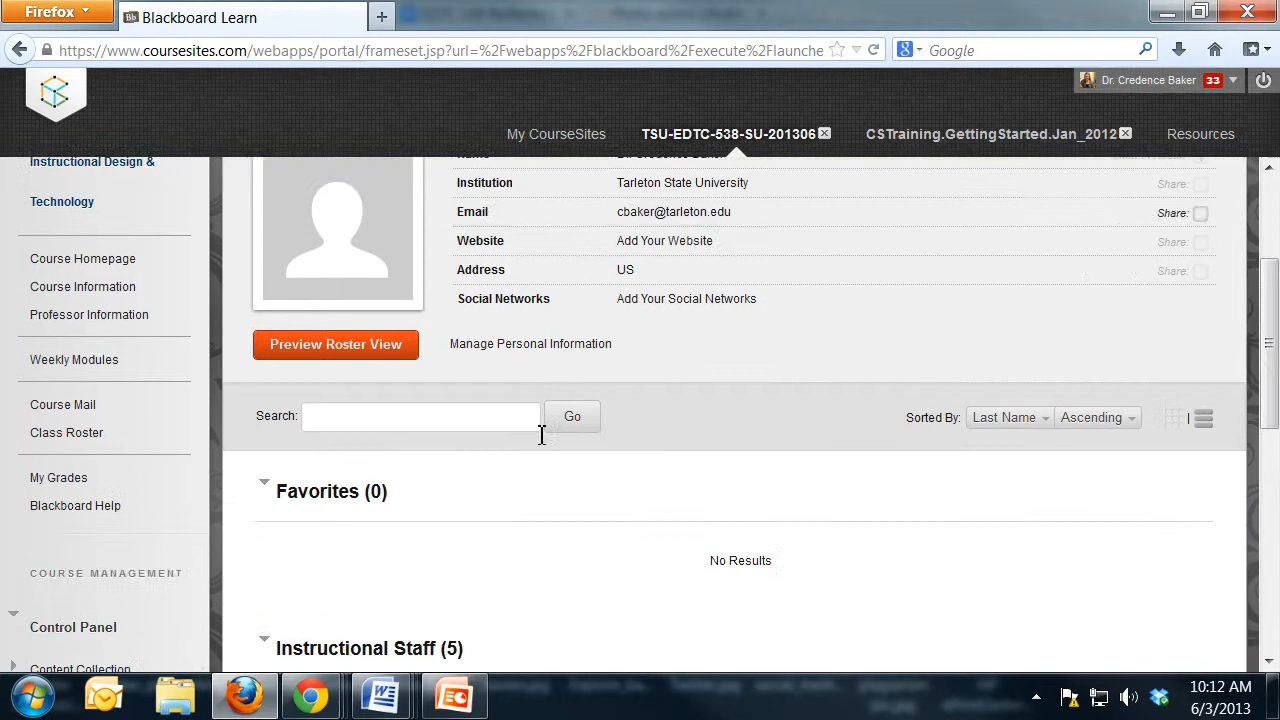 Firefox
Blackboard Learn
https://www.coursesites.com/webapps/portal/frameset.jsp?url=%2Fwebapps%2Fblackboard%2Fexecute%2Flaunche
Google
Dr. Credence Baker 33
My CourseSites
TSU-EDTC-538-SU-201306
CSTraining.GettingStarted.Jan_2012
Resources
Instructional Design &
Technology
Course Homepage
Course Information
Professor Information
Weekly Modules
Course Mail
Class Roster
My Grades
Blackboard Help
COURSE MANAGEMENT
Control Panel
Content Collection
Institution Tarleton State University Share:
Email cbaker@tarleton.edu Share:
Website Add Your Website Share:
Address US Share:
Social Networks Add Your Social Networks
Preview Roster View
Manage Personal Information
Search: Go
Sorted By: Last Name Ascending
Favorites (0)
No Results
Instructional Staff (5)
10:12 AM
6/3/2013